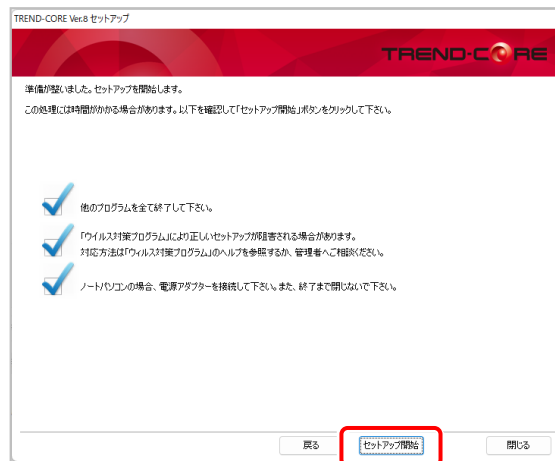 TREND-CORE Ver.8 セットアップ
TREND-CORE
準備が整いました。セットアップを開始します。
この処理には時間がかかる場合があります。以下を確認して「セットアップ開始」ボタンをクリックして下さい。
他のプログラムを全て終了して下さい。
「ウイルス対策プログラム」により正しいセットアップが阻害される場合があります。
対応方法は「ウィルス対策プログラム」のヘルプを参照するか、管理者へご相談ください。
ノートパソコンの場合、電源アダプターを接続して下さい。また、終了まで閉じないで下さい。
戻る
セットアップ開始
閉じる